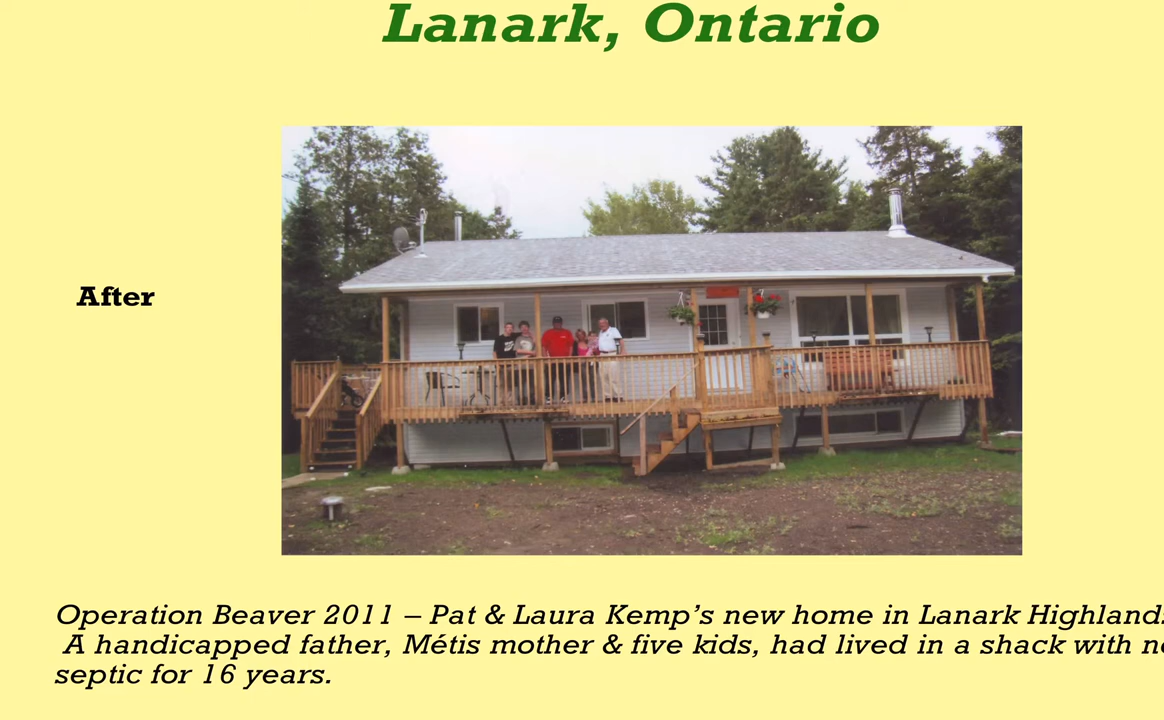 Lanark, Ontario
After
Operation Beaver 2011 – Pat & Laura Kemp's new home in Lanark Highland
A handicapped father, Métis mother & five kids, had lived in a shack with
septic for 16 years.